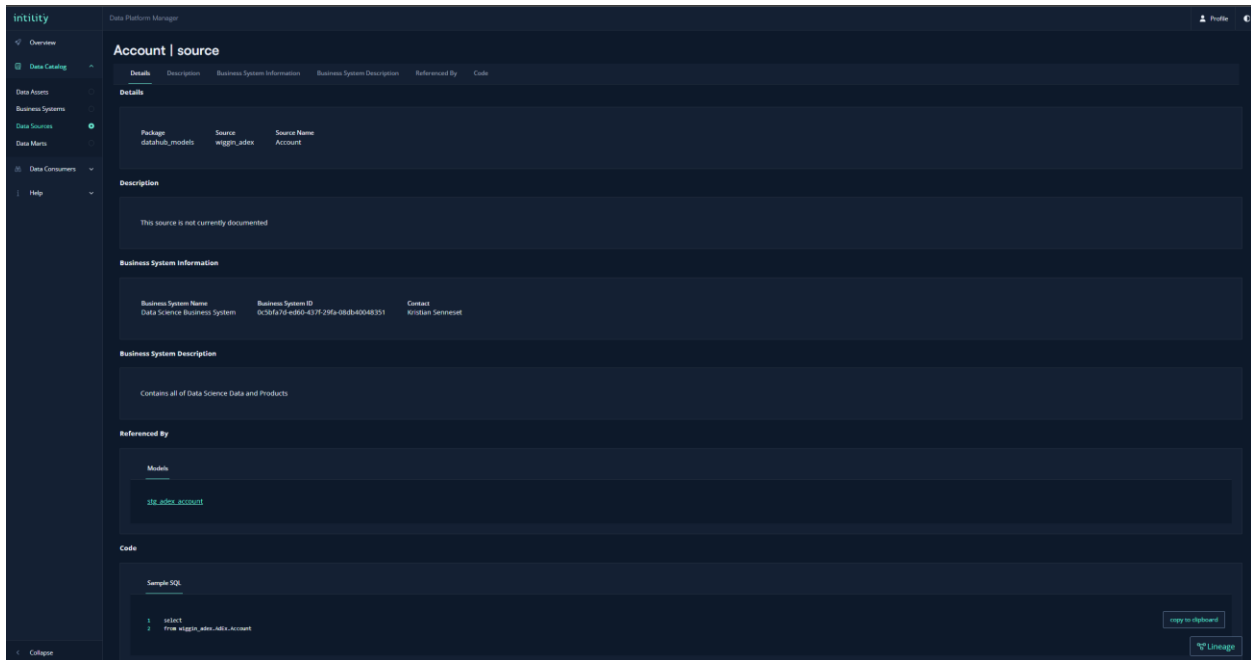 intility
Data Platform Manager
Profile
Overview
Data Catalog
Data Assets
Business Systems
Data Sources
Data Marts
Data Consumers
Help
Collapse
Account | source
Details Description Business System Information Business System Description Referenced By Code
Details
Package Source Source Name
datahub_models wiggin_adex Account
Description
This source is not currently documented
Business System Information
Business System Name Business System ID Contact
Data Science Business System 0c5bfa7d-ed60-437f-29fa-08db40048351 Kristian Senneset
Business System Description
Contains all of Data Science Data and Products
Referenced By
Models
stg_adex_account
Code
Sample SQL
1 select
2 from wiggin_adex.AdEx.Account
copy to clipboard
Lineage